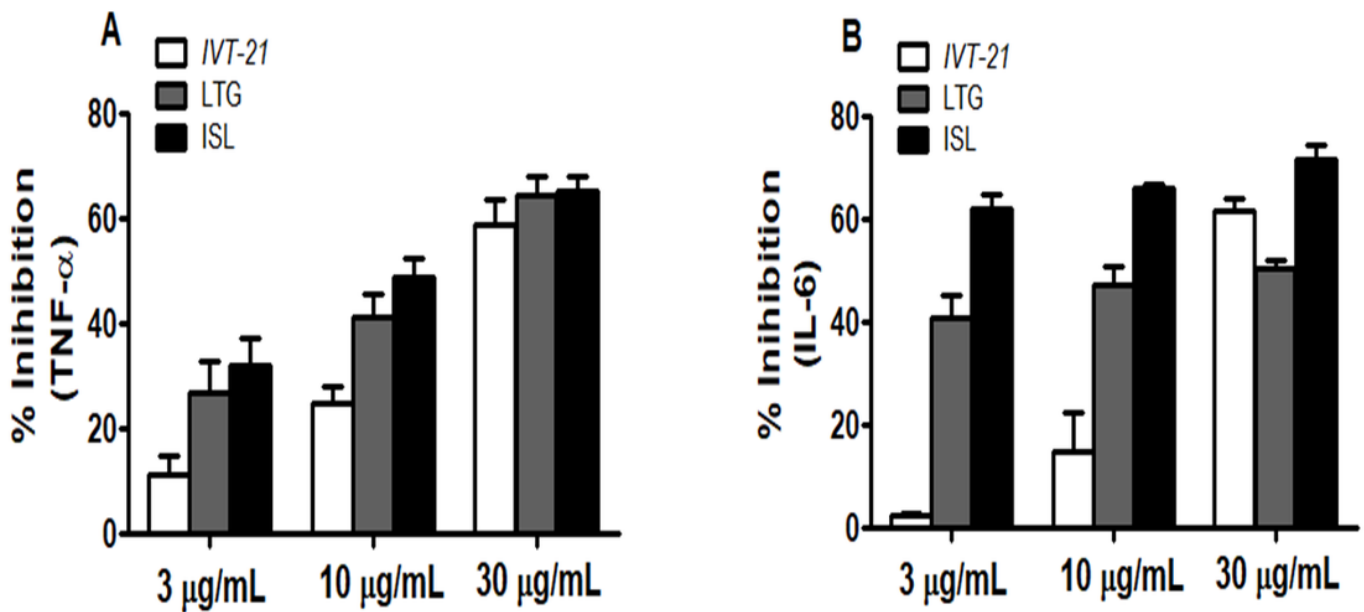 A
IVT-21
LTG
ISL
% Inihibition
(TNF-α)
80
60
40
20
0
3 μg/mL
10 μg/mL
30 μg/mL
B
IVT-21
LTG
ISL
% Inihibition
(IL-6)
80
60
40
20
0
3 μg/mL
10 μg/mL
30 μg/mL